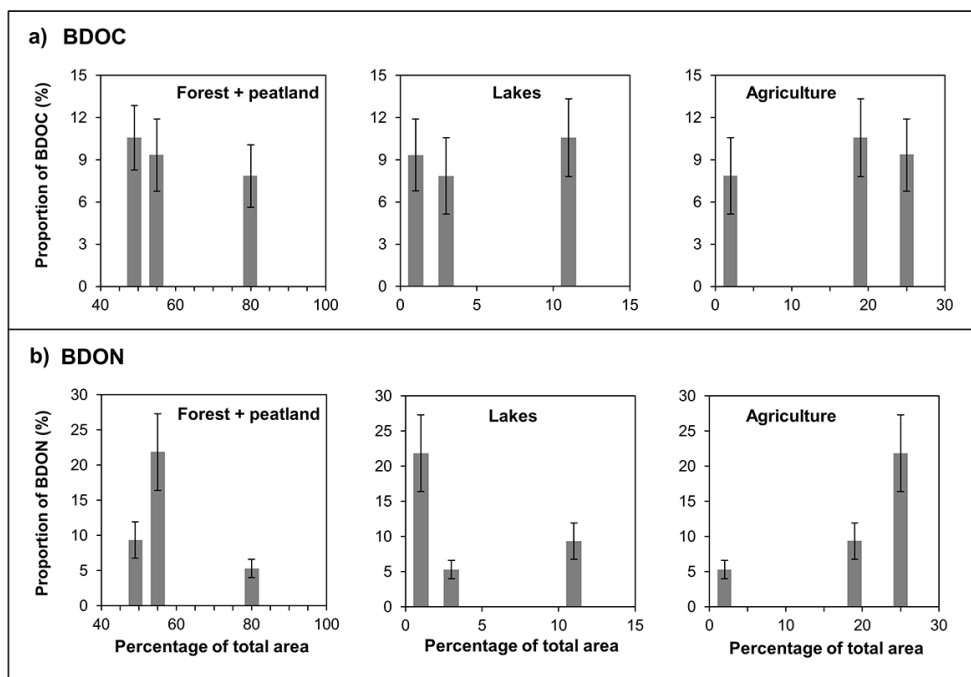 a) BDOC
Forest + peatland
Lakes
Agriculture
Proportion of BDOC (%)
15
12
9
6
3
0
40 60 80 100
15
12
9
6
3
0
0 5 10 15
15
12
9
6
3
0
0 10 20 30
b) BDON
Forest + peatland
Lakes
Agriculture
Proportion of BDON (%)
30
25
20
15
10
5
0
40 60 80 100
Percentage of total area
30
25
20
15
10
5
0
0 5 10 15
Percentage of total area
30
25
20
15
10
5
0
0 10 20 30
Percentage of total area